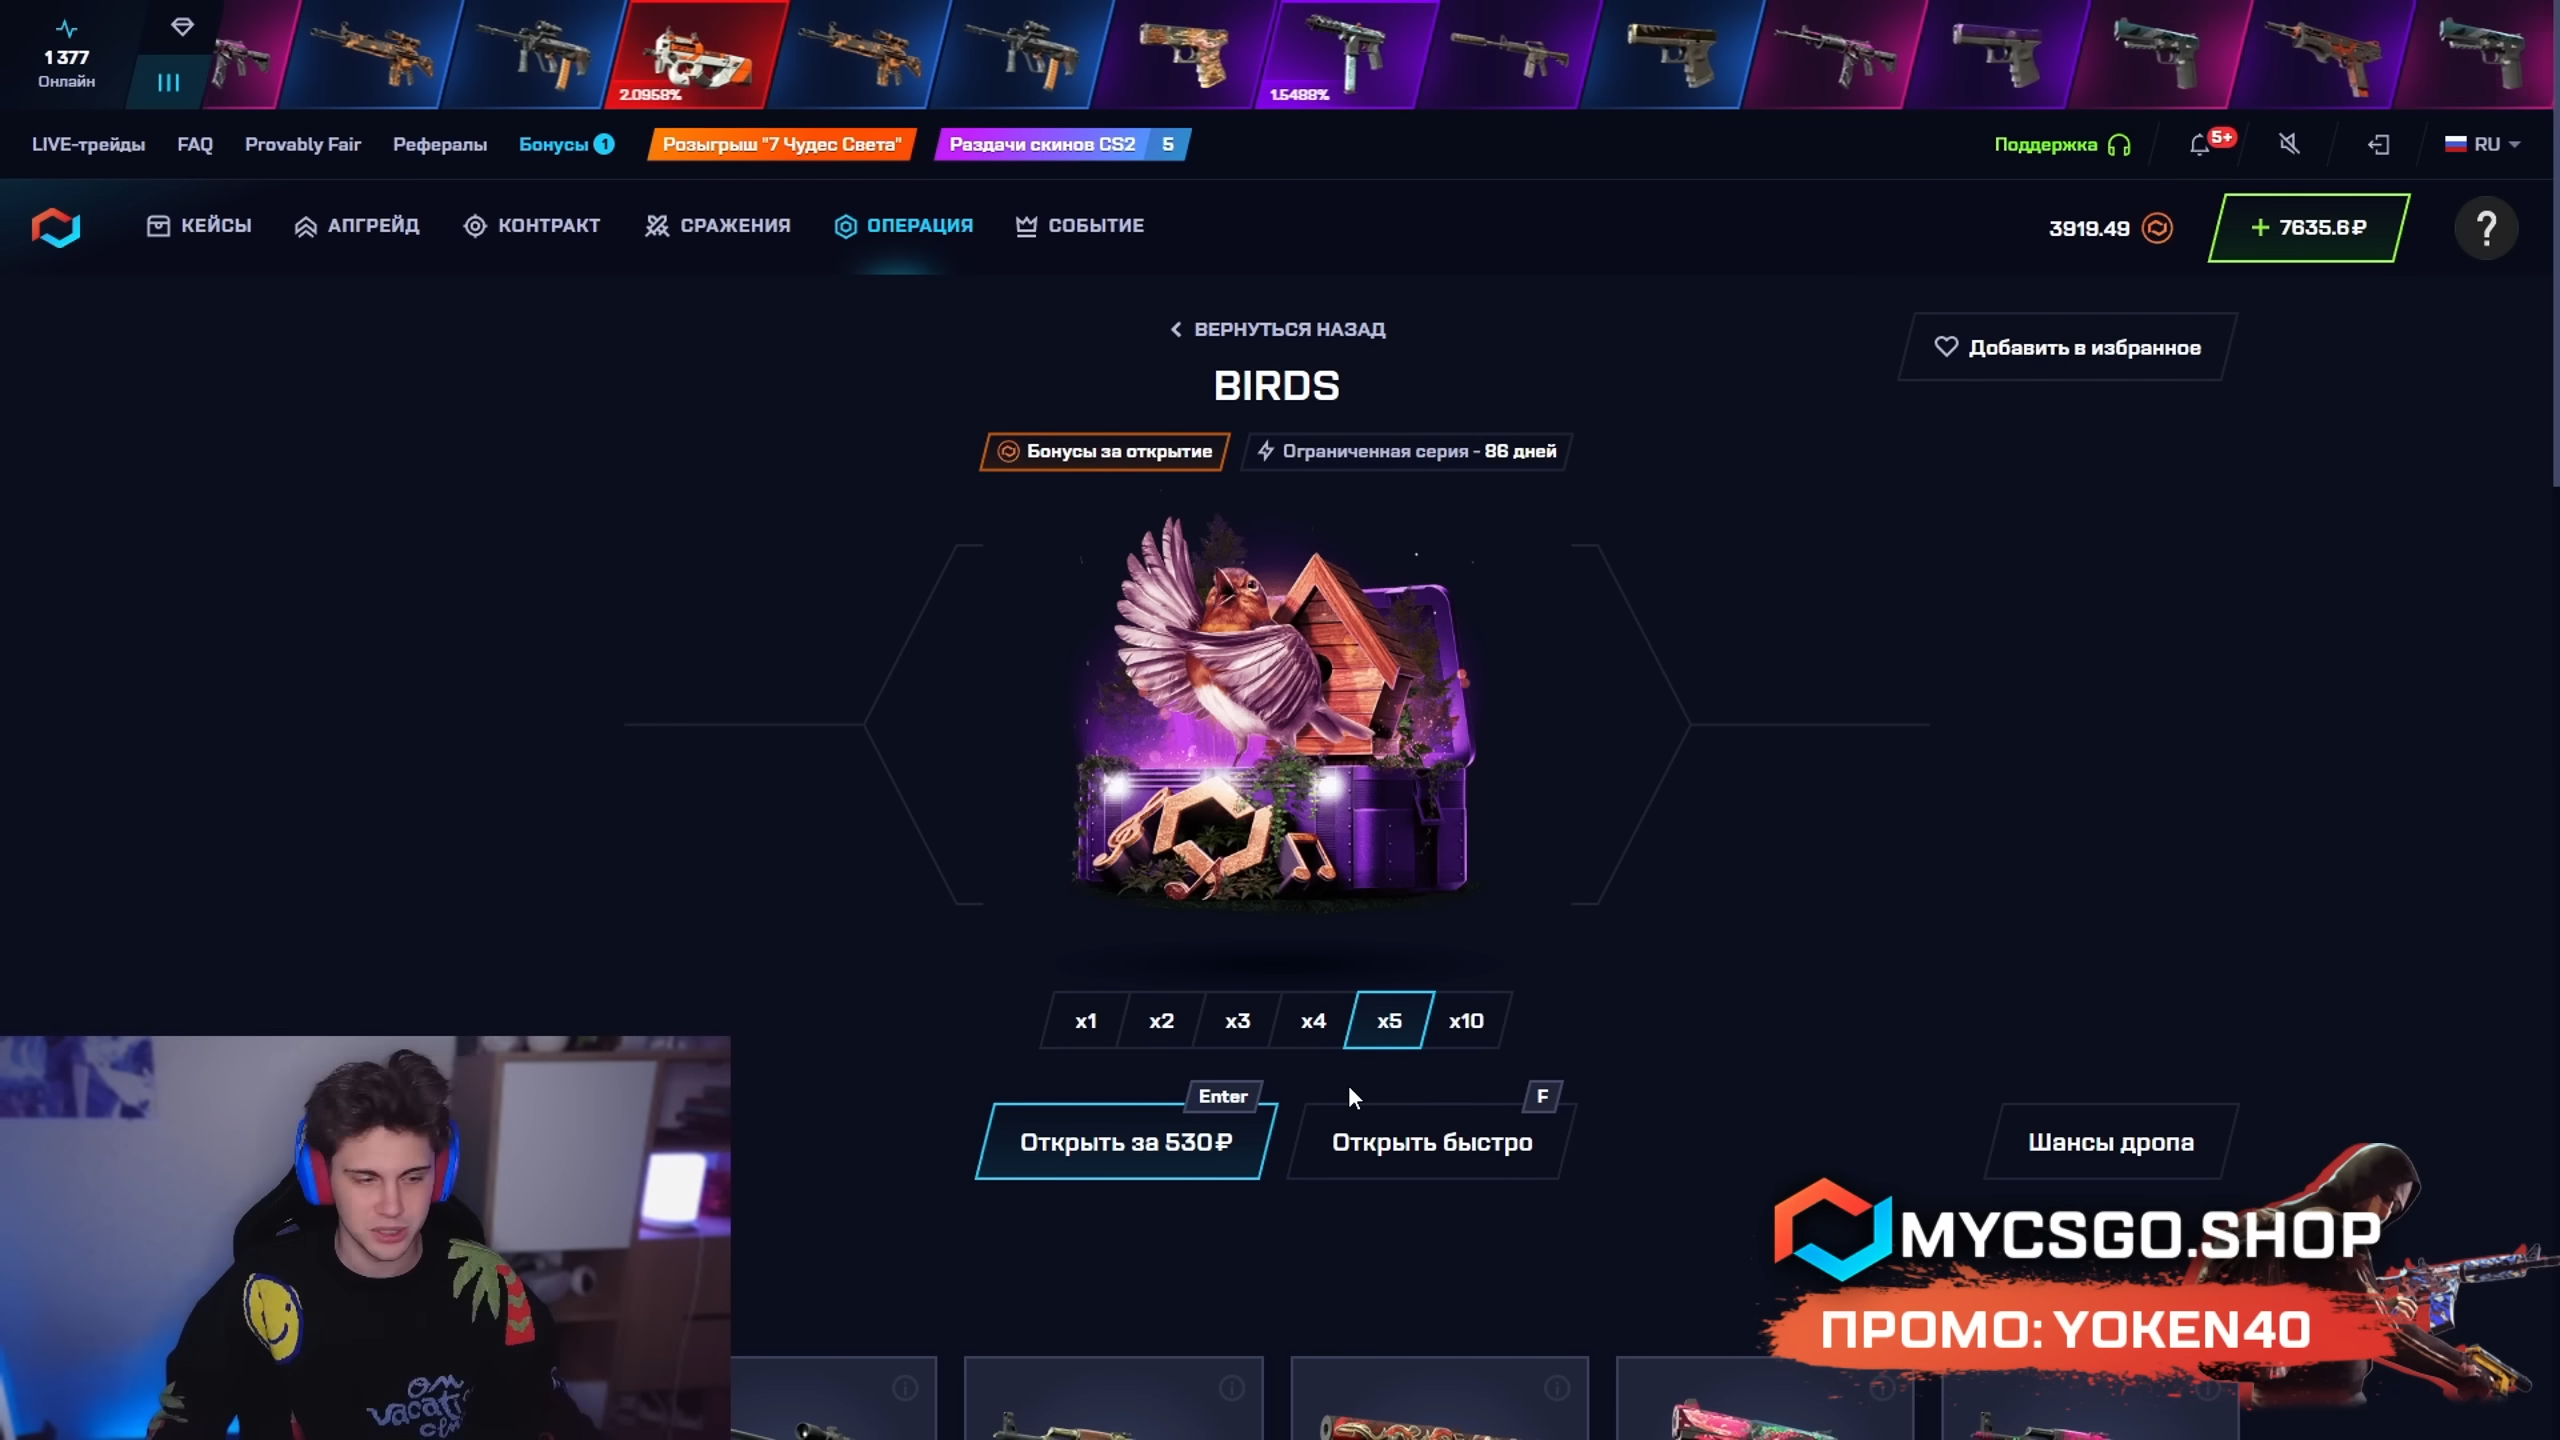 1 377
Онлайн
2.0958%
1.5488%
LIVE-трейды
FAQ
Provably Fair
Рефералы
Бонусы 1
Розыгрыш "7 Чудес Света"
Раздачи скинов CS2 5
Поддержка
5+
RU
КЕЙСЫ
АПГРЕЙД
КОНТРАКТ
СРАЖЕНИЯ
ОПЕРАЦИЯ
СОБЫТИЕ
3919.49
+ 7635.6₽
?
ВЕРНУТЬСЯ НАЗАД
Добавить в избранное
BIRDS
Бонусы за открытие
Ограниченная серия - 86 дней
x1
x2
x3
x4
x5
x10
Enter
F
Открыть за 530₽
Открыть быстро
Шансы дропа
MYCSGO.SHOP
ПРОМО: YOKEN40
om
vacati